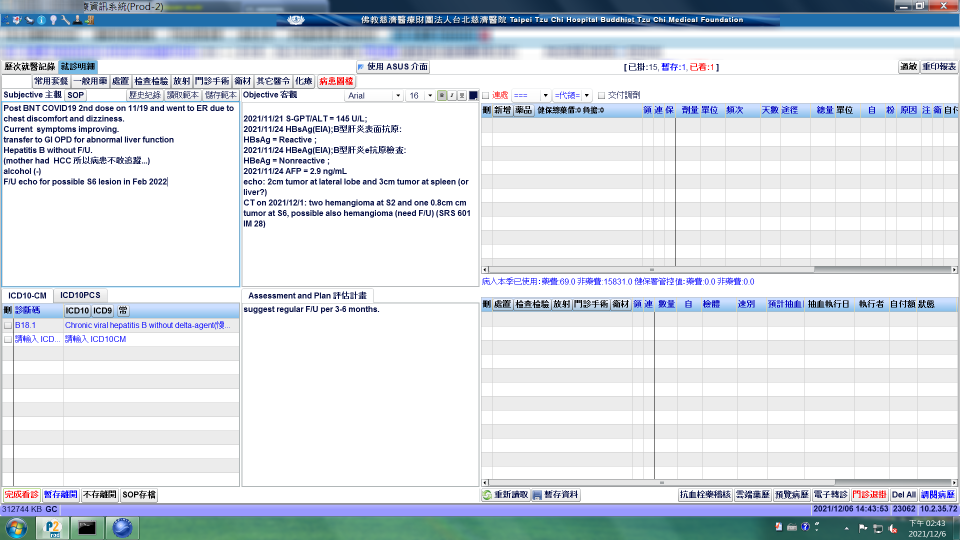 療資訊系統(Prod-2)
佛教慈濟醫療財團法人台北慈濟醫院 Taipei Tzu Chi Hospital Buddhist Tzu Chi Medical Foundation
歷次就醫記錄 就診明細 使用 ASUS 介面 [已掛:15, 暫存:1, 已看:1] 過敏 重印報表
常用套餐 一般用藥 處置 檢查檢驗 放射 門診手術 衛材 其它醫令 化療 病患圖檔
Subjective 主觀 SOP 歷史紀錄 讀取範本 儲存範本 Objective 客觀 Arial 16 B I U 連處 === =代碼= 交付調劑
Post BNT COVID19 2nd dose on 11/19 and went to ER due to
chest discomfort and dizziness.
Current symptoms improving.
transfer to GI OPD for abnormal liver function
Hepatitis B without F/U.
(mother had HCC 所以病患不敢追蹤...)
alcohol (-)
F/U echo for possible S6 lesion in Feb 2022
2021/11/21 S-GPT/ALT = 145 U/L;
2021/11/24 HBsAg(EIA);B型肝炎表面抗原:
HBsAg = Reactive ;
2021/11/24 HBeAg(EIA);B型肝炎e抗原檢查:
HBeAg = Nonreactive ;
2021/11/24 AFP = 2.9 ng/mL
echo: 2cm tumor at lateral lobe and 3cm tumor at spleen (or
liver?)
CT on 2021/12/1: two hemangioma at S2 and one 0.8cm cm
tumor at S6, possible also hemangioma (need F/U) (SRS 601
IM 28)
刪 新增 藥品 健保總藥價:0 自擔:0 領 連 保 劑量 單位 頻次 天數 途徑 總量 單位 自 粉 原因 注 衛 自付
病人本季已使用:藥費:69.0 非藥費:15831.0 健保署管控值:藥費:0.0 非藥費:0.0
ICD10-CM ICD10PCS
刪 診斷碼 ICD10 ICD9 常
B18.1 Chronic viral hepatitis B without delta-agent(慢...
請輸入 ICD... 請輸入 ICD10CM
Assessment and Plan 評估計畫
suggest regular F/U per 3-6 months.
刪 處置 檢查檢驗 放射 門診手術 衛材 領 連 數量 自 檢體 速別 預計抽血 抽血執行日 執行者 自付額 狀態
完成看診 暫存離開 不存離開 SOP存檔 重新讀取 暫存資料 抗血栓藥稽核 雲端藥歷 預覽病歷 電子轉診 門診退掛 Del All 調閱病歷
312744 KB GC 2021/12/06 14:43:53 23062 10.2.35.72
下午 02:43
2021/12/6